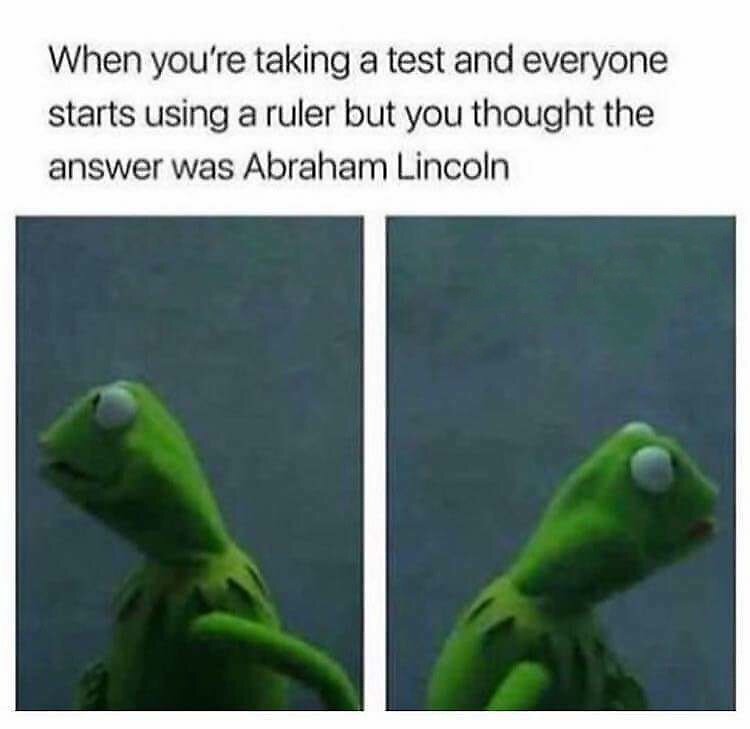 When you're taking a test and everyone
starts using a ruler but you thought the
answer was Abraham Lincoln